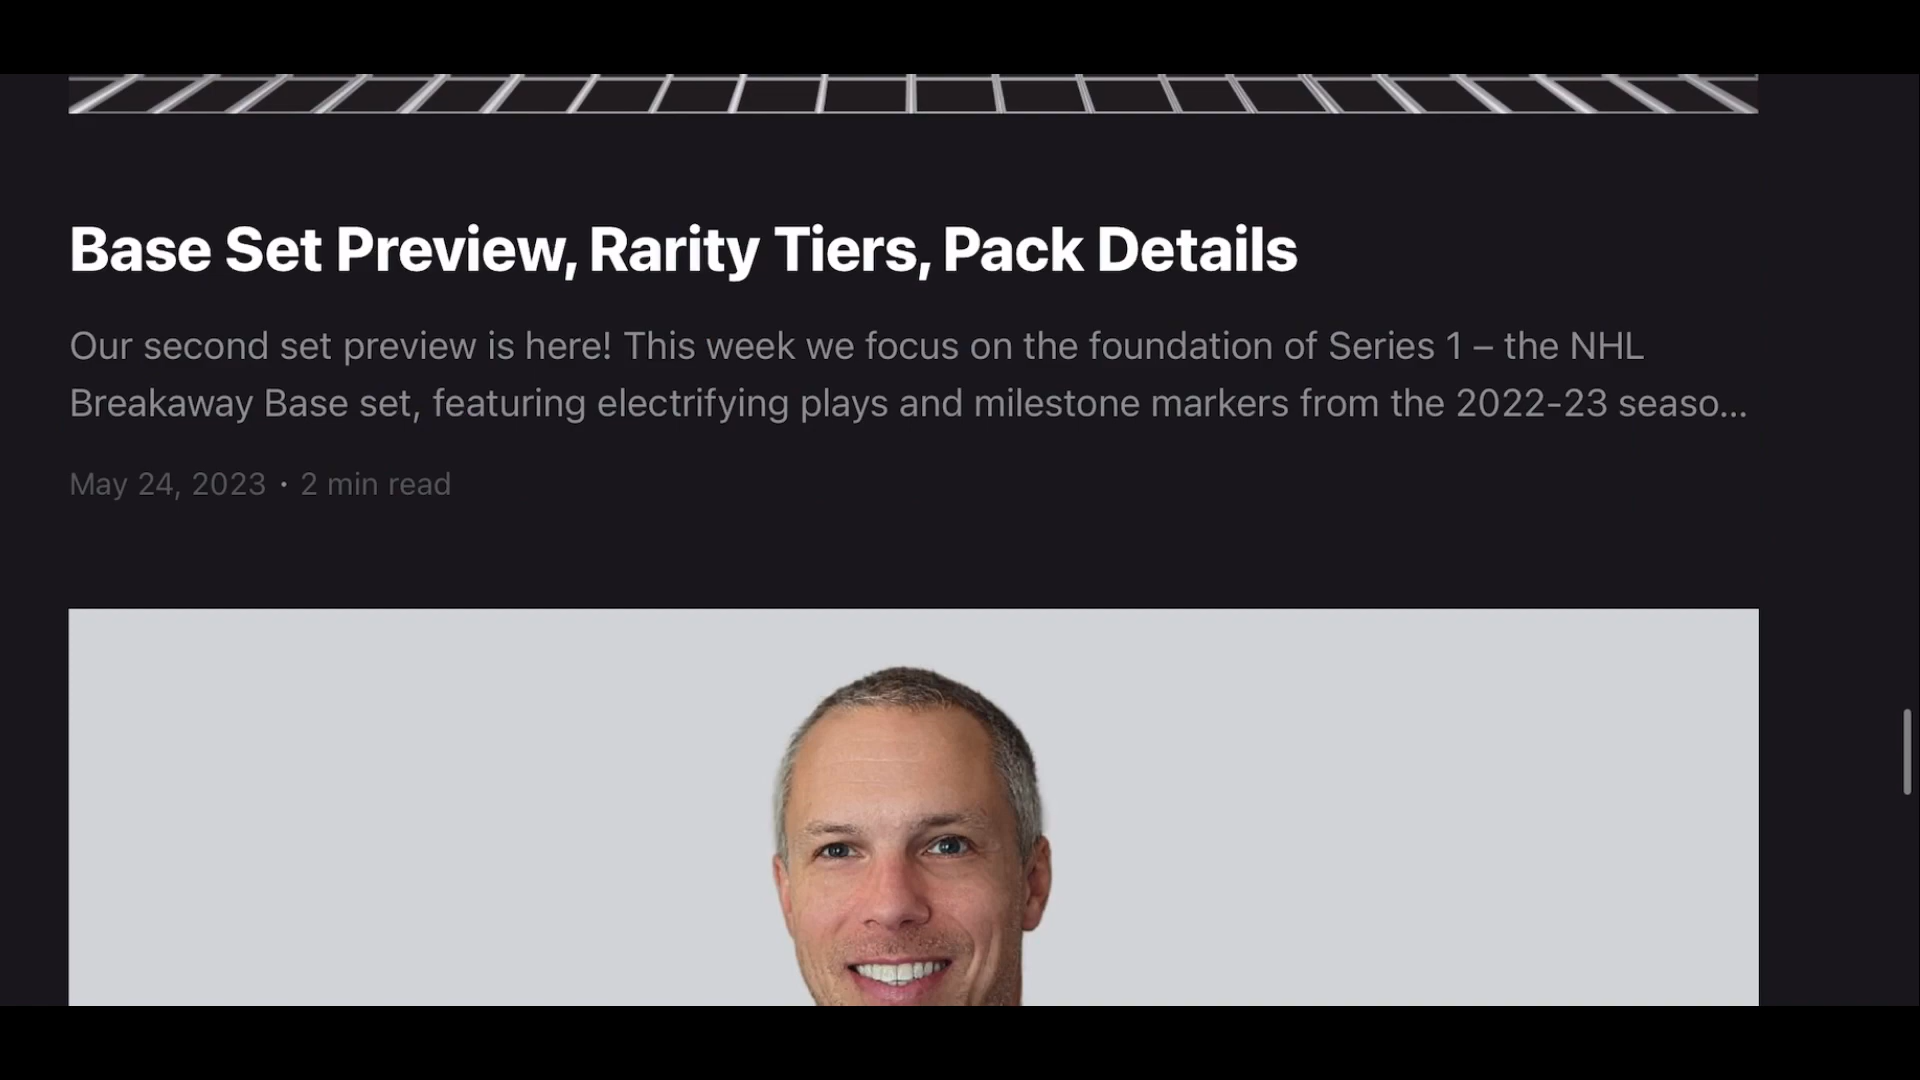 Base Set Preview, Rarity Tiers, Pack Details
Our second set preview is here! This week we focus on the foundation of Series 1 – the NHL
Breakaway Base set, featuring electrifying plays and milestone markers from the 2022-23 seaso...
May 24, 2023 · 2 min read